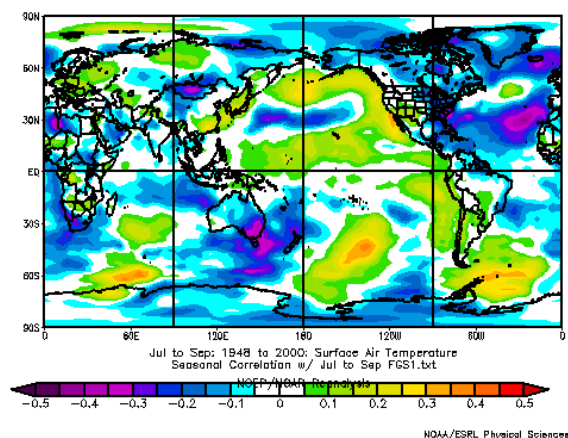 90N
60N
30N
EQ
30S
60S
90S
0 60E 120E 180 120W 60W 0
Jul to Sep: 1948 to 2000: Surface Air Temperature
Seasonal Correlation w/ Jul to Sep FGS1.txt
NCEP/NCAR Reanalysis
-0.5 -0.4 -0.3 -0.2 -0.1 0 0.1 0.2 0.3 0.4 0.5
NOAA/ESRL Physical Sciences